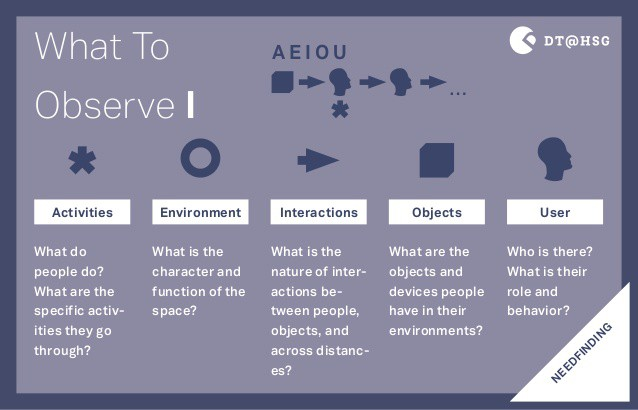 What To
Observe I
AEIOU
...
DT@HSG
Activities
What do
people do?
What are the
specific activ-
ities they go
through?
Environment
What is the
character and
function of the
space?
Interactions
What is the
nature of inter-
actions be-
tween people,
objects, and
across distanc-
es?
Objects
What are the
objects and
devices people
have in their
environments?
User
Who is there?
What is their
role and
behavior?
NEEDFINDING